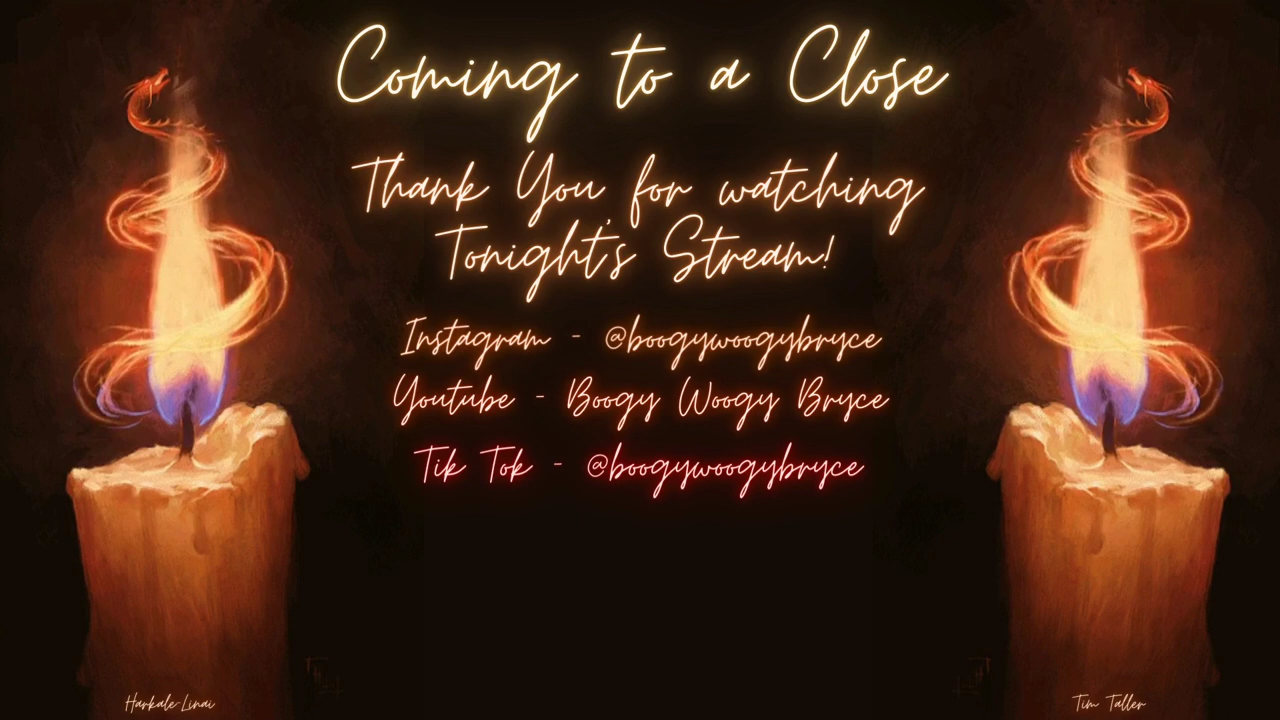 Coming to a Close
Thank You for watching
Tonight's Stream!
Instagram - @boogywoogybryce
Youtube - Boogy Woogy Bryce
Tik Tok - @boogywoogybryce
Harkale-Linai
Tim Taller